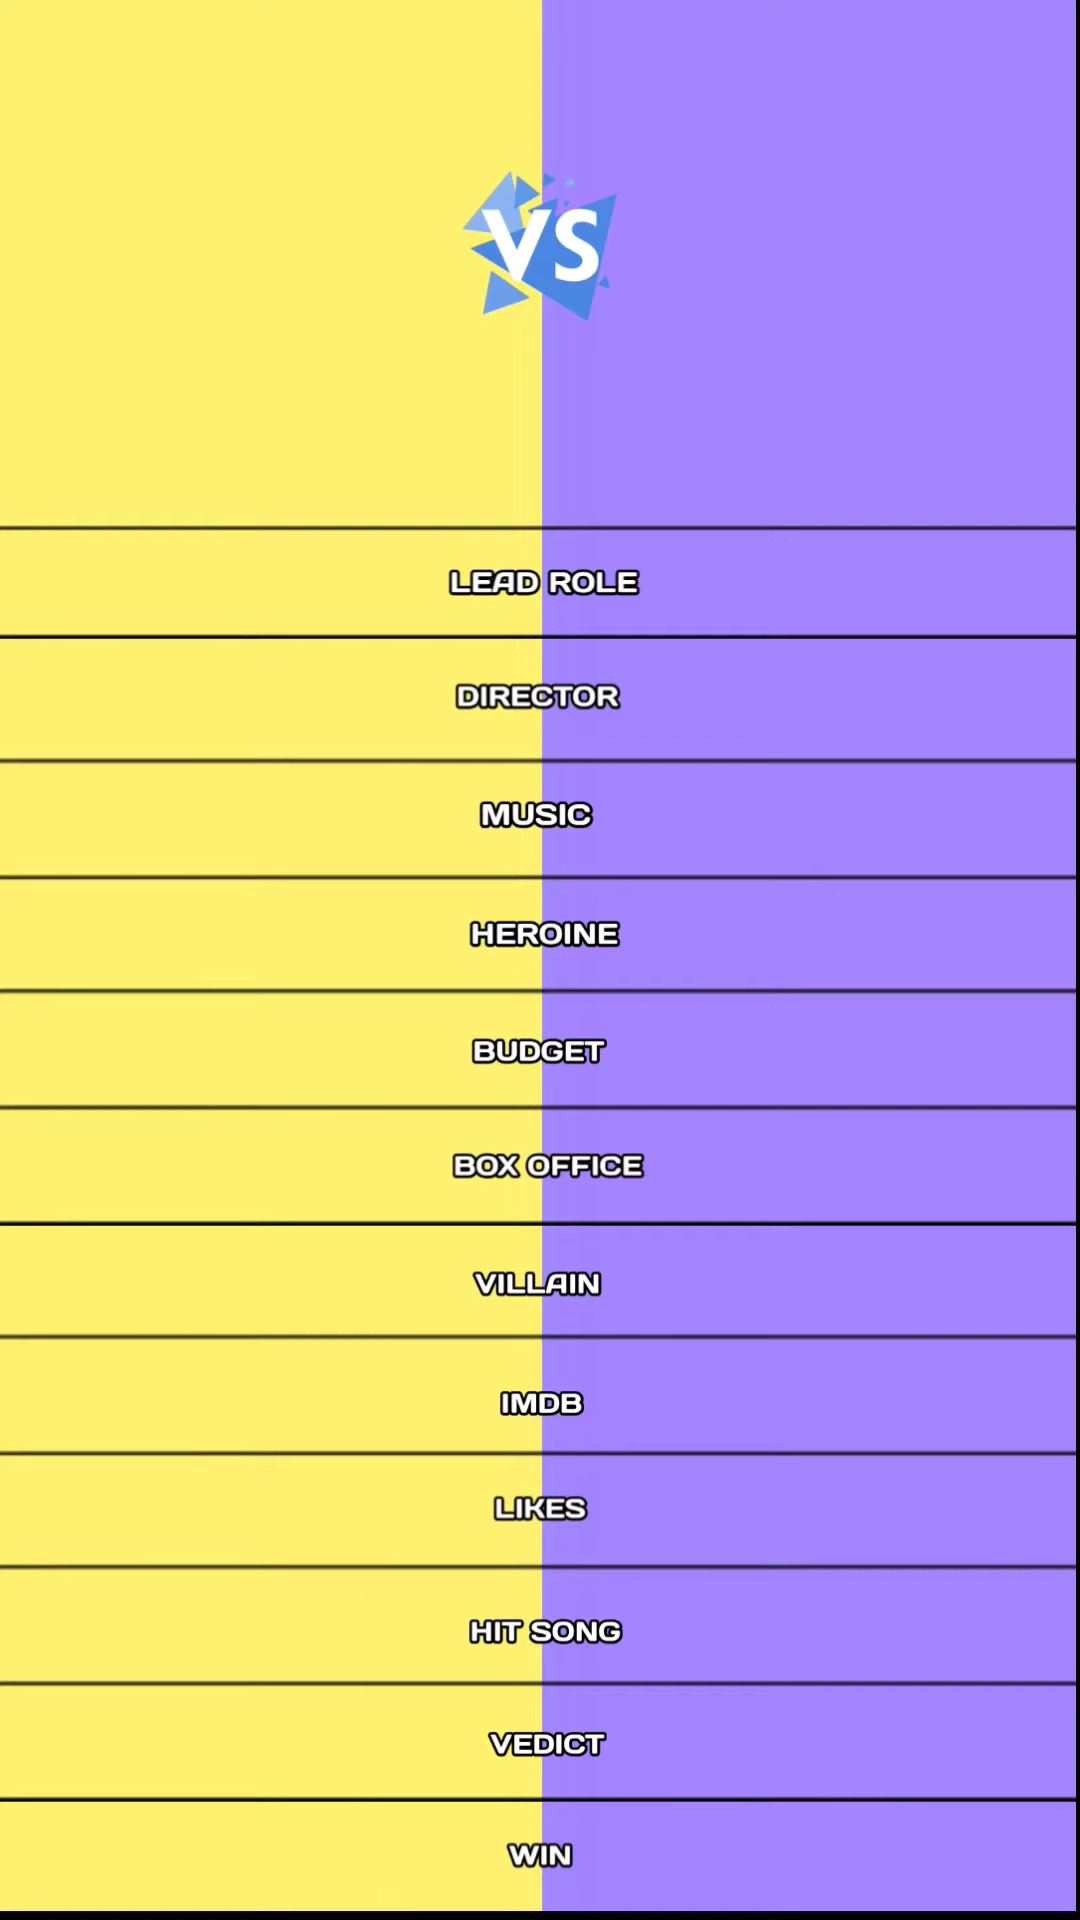 VS
LEAD ROLE
DIRECTOR
MUSIC
HEROINE
BUDGET
BOX OFFICE
VILLAIN
IMDB
LIKES
HIT SONG
VEDICT
WIN